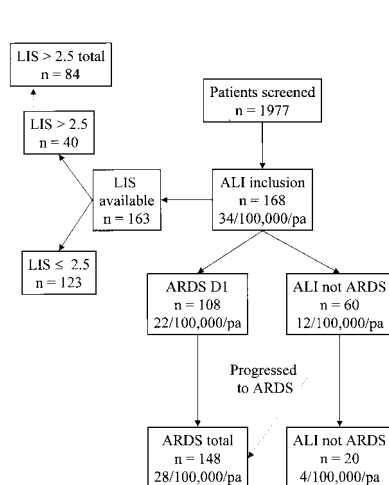 LIS > 2.5 total
n = 84
Patients screened
n = 1977
LIS > 2.5
n = 40
LIS
available
n = 163
ALI inclusion
n = 168
34/100,000/pa
LIS ≤ 2.5
n = 123
ARDS D1
n = 108
22/100,000/pa
ALI not ARDS
n = 60
12/100,000/pa
Progressed
to ARDS
ARDS total
n = 148
28/100,000/pa
ALI not ARDS
n = 20
4/100,000/pa